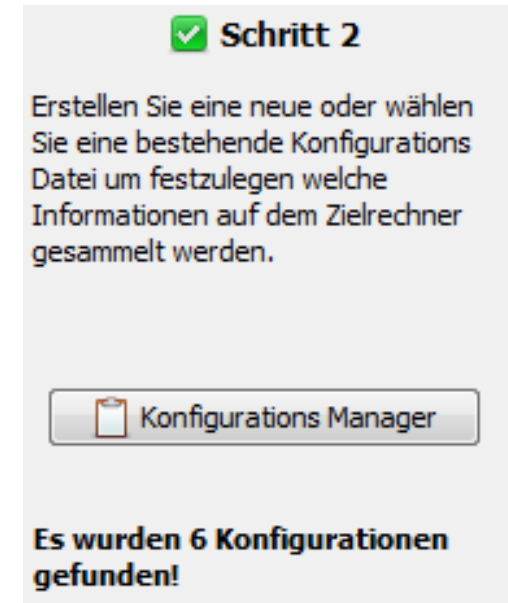 Schritt 2
Erstellen Sie eine neue oder wählen
Sie eine bestehende Konfigurations
Datei um festzulegen welche
Informationen auf dem Zielrechner
gesammelt werden.
Konfigurations Manager
Es wurden 6 Konfigurationen
gefunden!